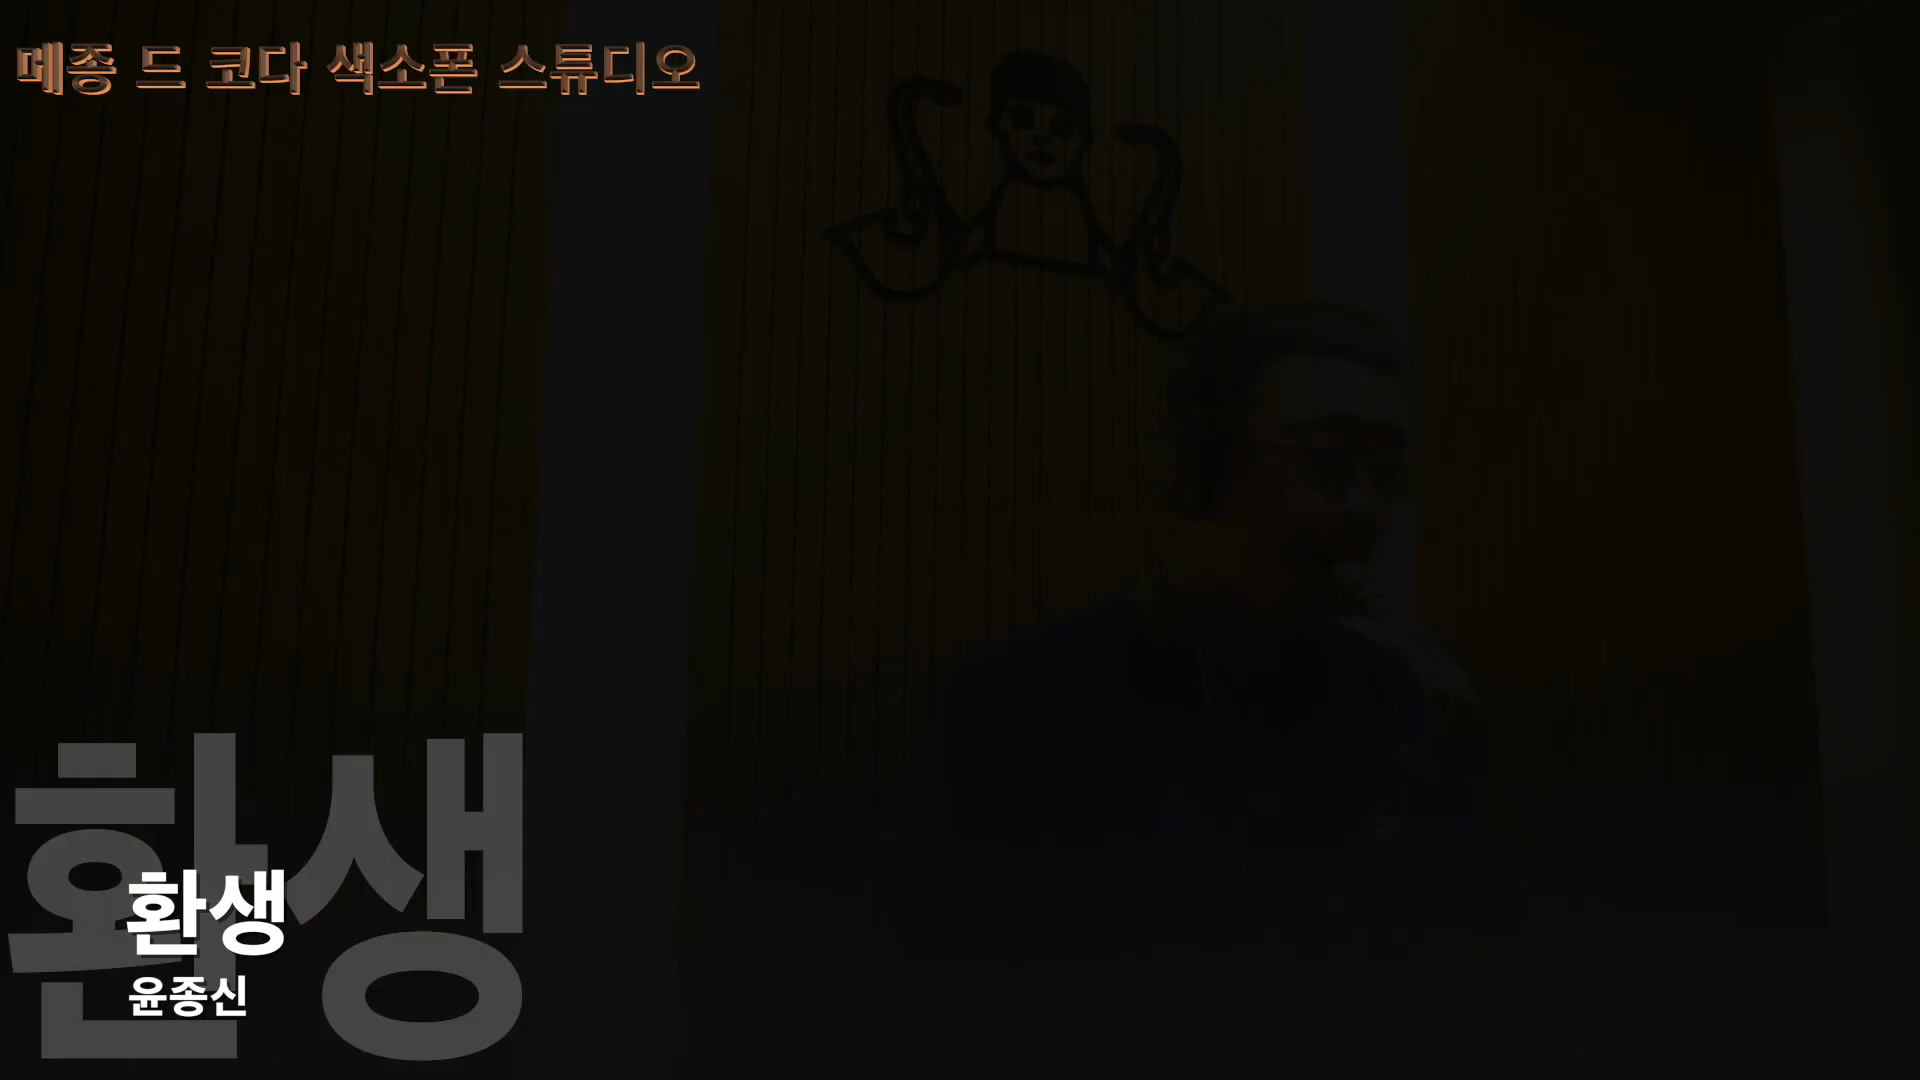 메종 드 코다 색소폰 스튜디오
환생
환생
윤종신